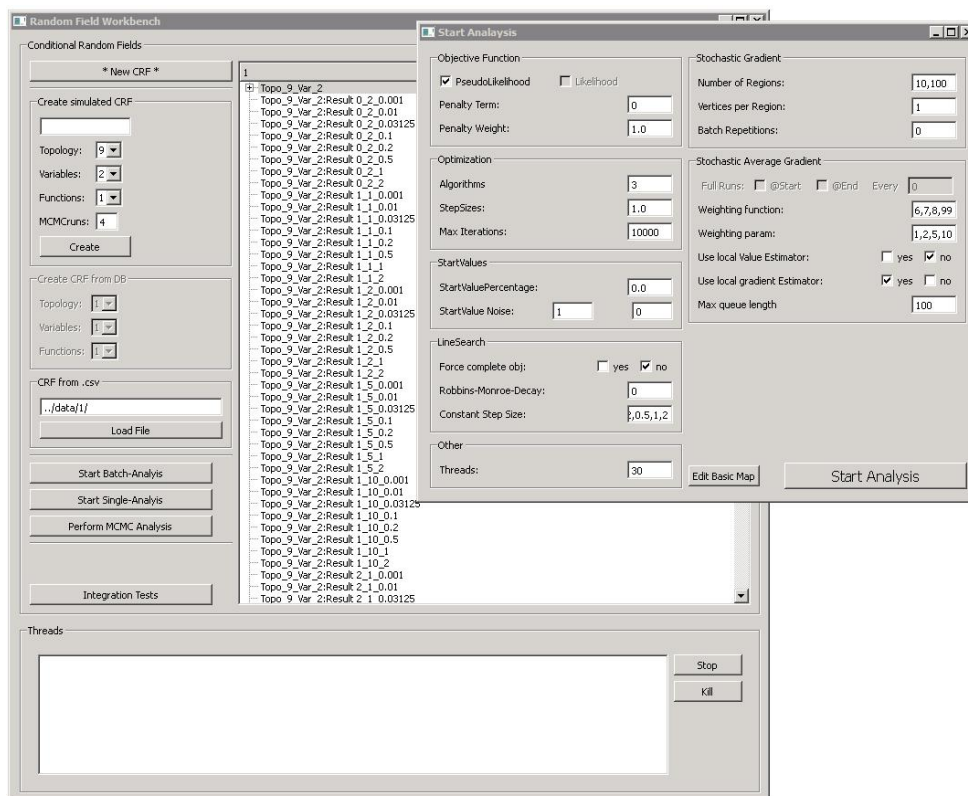 Random Field Workbench
Conditional Random Fields
* New CRF *
Create simulated CRF
Topology: 9
Variables: 2
Functions: 1
MCMCruns: 4
Create
Create CRF from DB
Topology: 1
Variables: 1
Functions: 1
CRF from .csv
../data/1/
Load File
Start Batch-Analyis
Start Single-Analyis
Perform MCMC Analysis
Integration Tests
1
Topo_9_Var_2
Topo_9_Var_2:Result 0_2_0.001
Topo_9_Var_2:Result 0_2_0.01
Topo_9_Var_2:Result 0_2_0.03125
Topo_9_Var_2:Result 0_2_0.1
Topo_9_Var_2:Result 0_2_0.2
Topo_9_Var_2:Result 0_2_0.5
Topo_9_Var_2:Result 0_2_1
Topo_9_Var_2:Result 0_2_2
Topo_9_Var_2:Result 1_1_0.001
Topo_9_Var_2:Result 1_1_0.01
Topo_9_Var_2:Result 1_1_0.03125
Topo_9_Var_2:Result 1_1_0.1
Topo_9_Var_2:Result 1_1_0.2
Topo_9_Var_2:Result 1_1_0.5
Topo_9_Var_2:Result 1_1_1
Topo_9_Var_2:Result 1_1_2
Topo_9_Var_2:Result 1_2_0.001
Topo_9_Var_2:Result 1_2_0.01
Topo_9_Var_2:Result 1_2_0.03125
Topo_9_Var_2:Result 1_2_0.1
Topo_9_Var_2:Result 1_2_0.2
Topo_9_Var_2:Result 1_2_0.5
Topo_9_Var_2:Result 1_2_1
Topo_9_Var_2:Result 1_2_2
Topo_9_Var_2:Result 1_5_0.001
Topo_9_Var_2:Result 1_5_0.01
Topo_9_Var_2:Result 1_5_0.03125
Topo_9_Var_2:Result 1_5_0.1
Topo_9_Var_2:Result 1_5_0.2
Topo_9_Var_2:Result 1_5_0.5
Topo_9_Var_2:Result 1_5_1
Topo_9_Var_2:Result 1_5_2
Topo_9_Var_2:Result 1_10_0.001
Topo_9_Var_2:Result 1_10_0.01
Topo_9_Var_2:Result 1_10_0.03125
Topo_9_Var_2:Result 1_10_0.1
Topo_9_Var_2:Result 1_10_0.2
Topo_9_Var_2:Result 1_10_0.5
Topo_9_Var_2:Result 1_10_1
Topo_9_Var_2:Result 1_10_2
Topo_9_Var_2:Result 2_1_0.001
Topo_9_Var_2:Result 2_1_0.01
Topo_9_Var_2:Result 2_1_0.03125
Threads
Stop
Kill
Start Analaysis
Objective Function
PseudoLikelihood Likelihood
Penalty Term: 0
Penalty Weight: 1.0
Optimization
Algorithms 3
StepSizes: 1.0
Max Iterations: 10000
StartValues
StartValuePercentage: 0.0
StartValue Noise: 1 0
LineSearch
Force complete obj: yes no
Robbins-Monroe-Decay: 0
Constant Step Size: 2,0.5,1,2
Other
Threads: 30
Stochastic Gradient
Number of Regions: 10,100
Vertices per Region: 1
Batch Repetitions: 0
Stochastic Average Gradient
Full Runs: @Start @End Every 0
Weighting function: 6,7,8,99
Weighting param: 1,2,5,10
Use local Value Estimator: yes no
Use local gradient Estimator: yes no
Max queue length 100
Edit Basic Map
Start Analysis